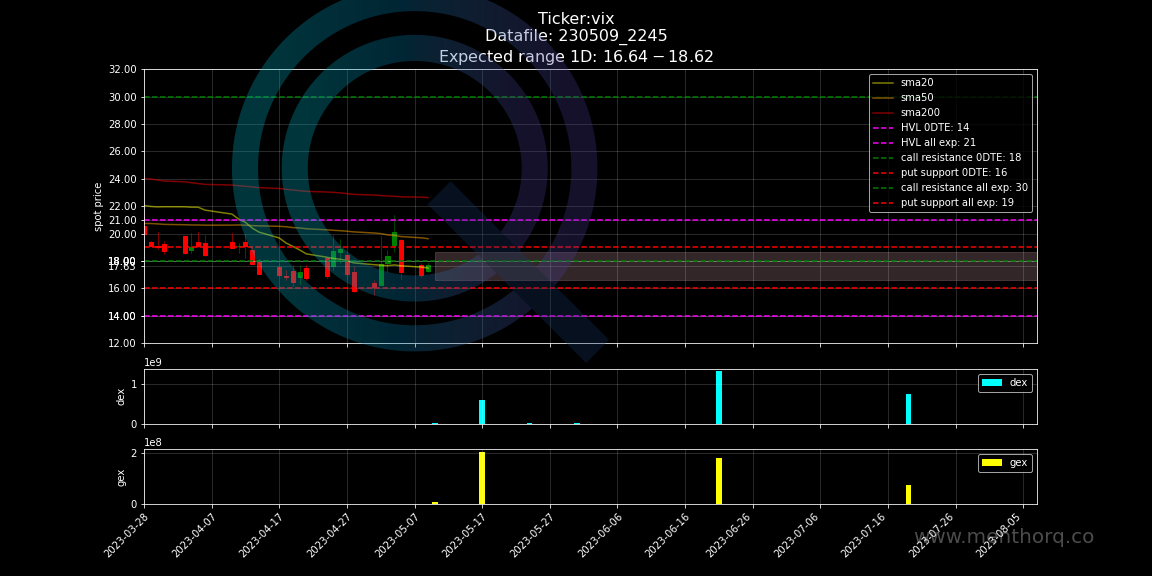 Ticker:vix
Datafile: 230509_2245
Expected range 1D: 16.64 − 18.62
32.00
30.00
28.00
26.00
24.00
22.00
21.00
20.00
18.00
17.63
16.00
14.00
12.00
spot price
sma20
sma50
sma200
HVL 0DTE: 14
HVL all exp: 21
call resistance 0DTE: 18
put support 0DTE: 16
call resistance all exp: 30
put support all exp: 19
1e9
1
0
dex
dex
1e8
2
0
gex
gex
2023-03-28
2023-04-07
2023-04-17
2023-04-27
2023-05-07
2023-05-17
2023-05-27
2023-06-06
2023-06-16
2023-06-26
2023-07-06
2023-07-16
2023-07-26
2023-08-05
www.menthorq.co